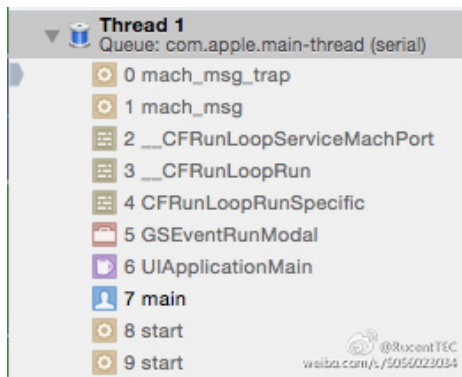 Thread 1
Queue: com.apple.main-thread (serial)
0 mach_msg_trap
1 mach_msg
2 __CFRunLoopServiceMachPort
3 __CFRunLoopRun
4 CFRunLoopRunSpecific
5 GSEventRunModal
6 UIApplicationMain
7 main
8 start
9 start
@RucentTEC
weibo.com/u/5056023034